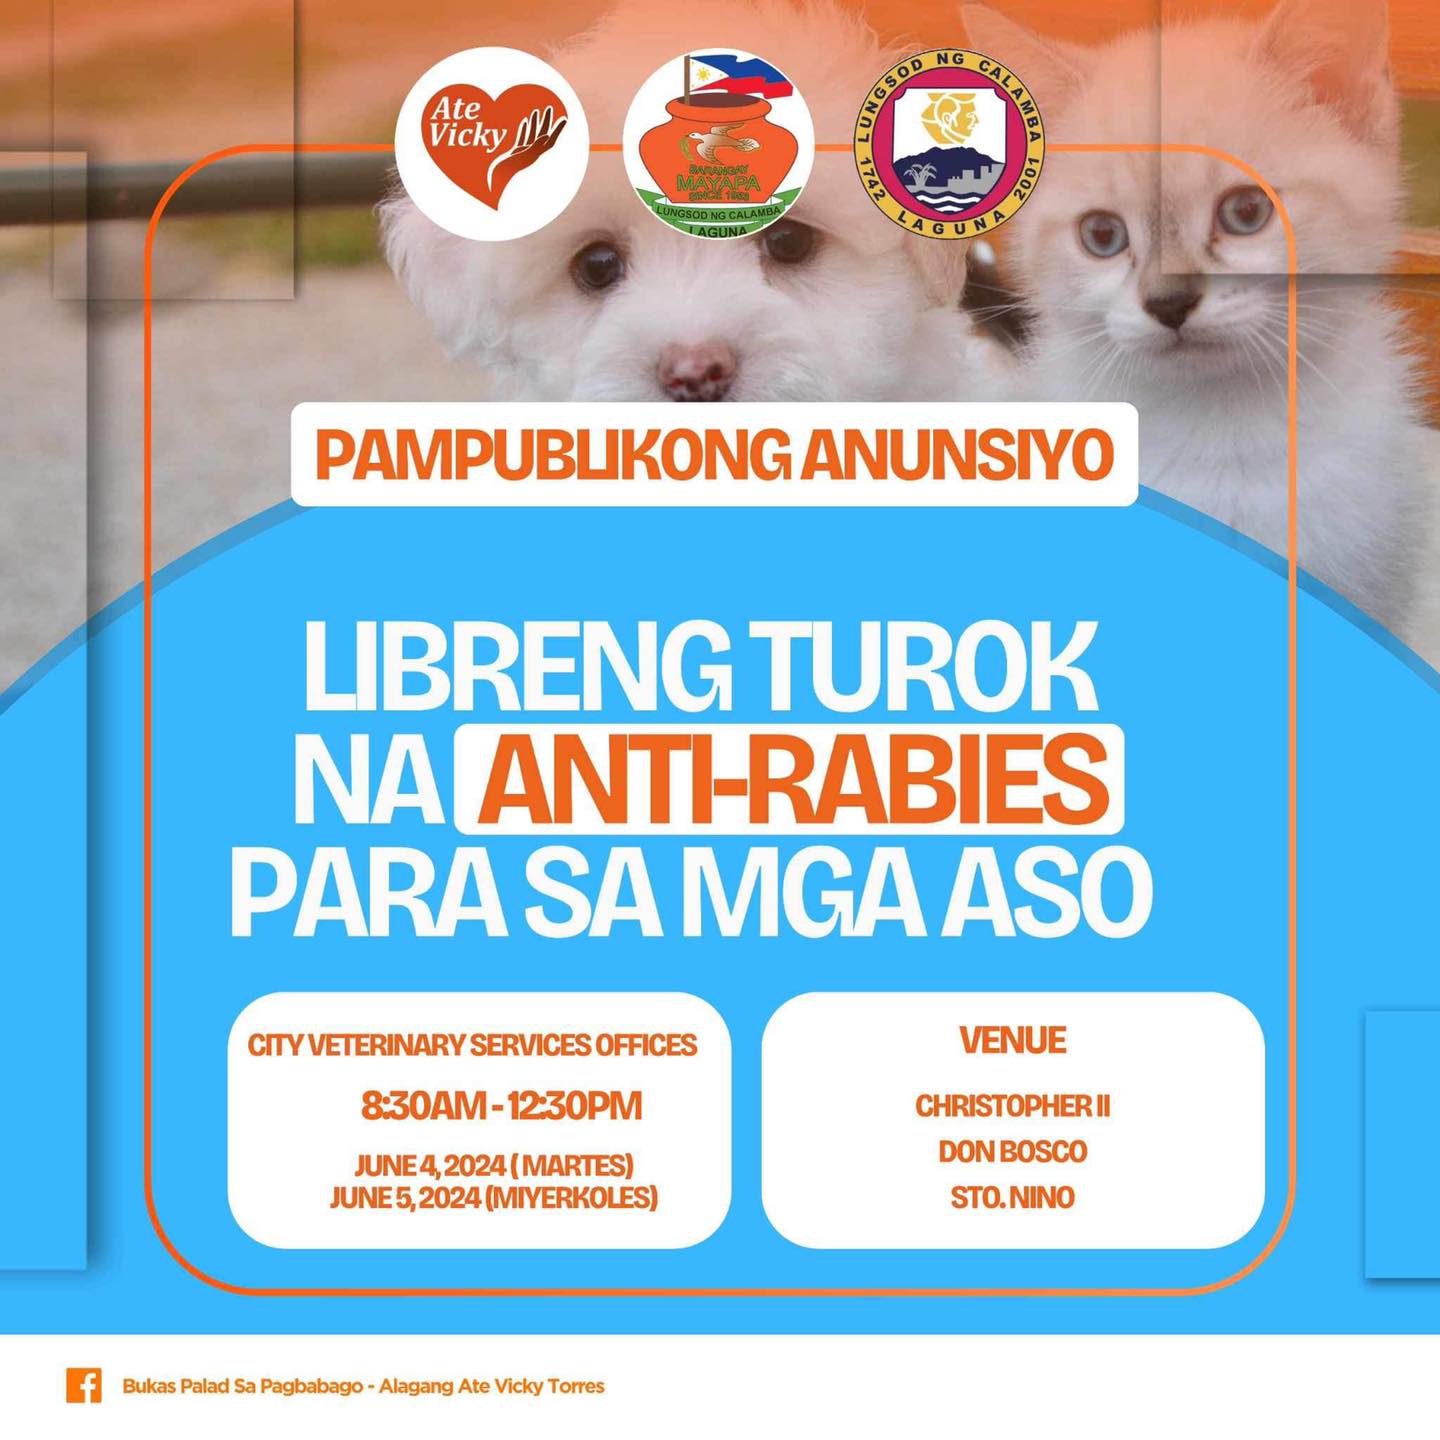 Ate
Vicky
BARANGAY
MAYAPA
SINCE 1953
LUNGSOD NG CALAMBA
LAGUNA
LUNGSOD NG CALAMBA
1742 LAGUNA 2001
PAMPUBLIKONG ANUNSIYO
LIBRENG TUROK
NA ANTI-RABIES
PARA SA MGA ASO
CITY VETERINARY SERVICES OFFICES
8:30AM - 12:30PM
JUNE 4, 2024 ( MARTES)
JUNE 5, 2024 (MIYERKOLES)
VENUE
CHRISTOPHER II
DON BOSCO
STO. NINO
Bukas Palad Sa Pagbabago - Alagang Ate Vicky Torres